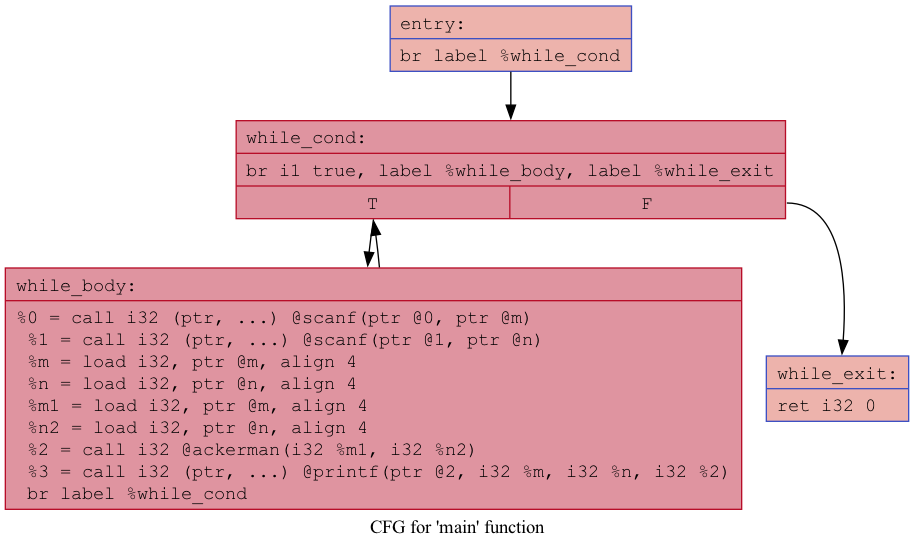 entry:
br label %while_cond
while_cond:
br i1 true, label %while_body, label %while_exit
T
F
while_body:
%0 = call i32 (ptr, ...) @scanf(ptr @0, ptr @m)
%1 = call i32 (ptr, ...) @scanf(ptr @1, ptr @n)
%m = load i32, ptr @m, align 4
%n = load i32, ptr @n, align 4
%m1 = load i32, ptr @m, align 4
%n2 = load i32, ptr @n, align 4
%2 = call i32 @ackerman(i32 %m1, i32 %n2)
%3 = call i32 (ptr, ...) @printf(ptr @2, i32 %m, i32 %n, i32 %2)
br label %while_cond
while_exit:
ret i32 0
CFG for 'main' function